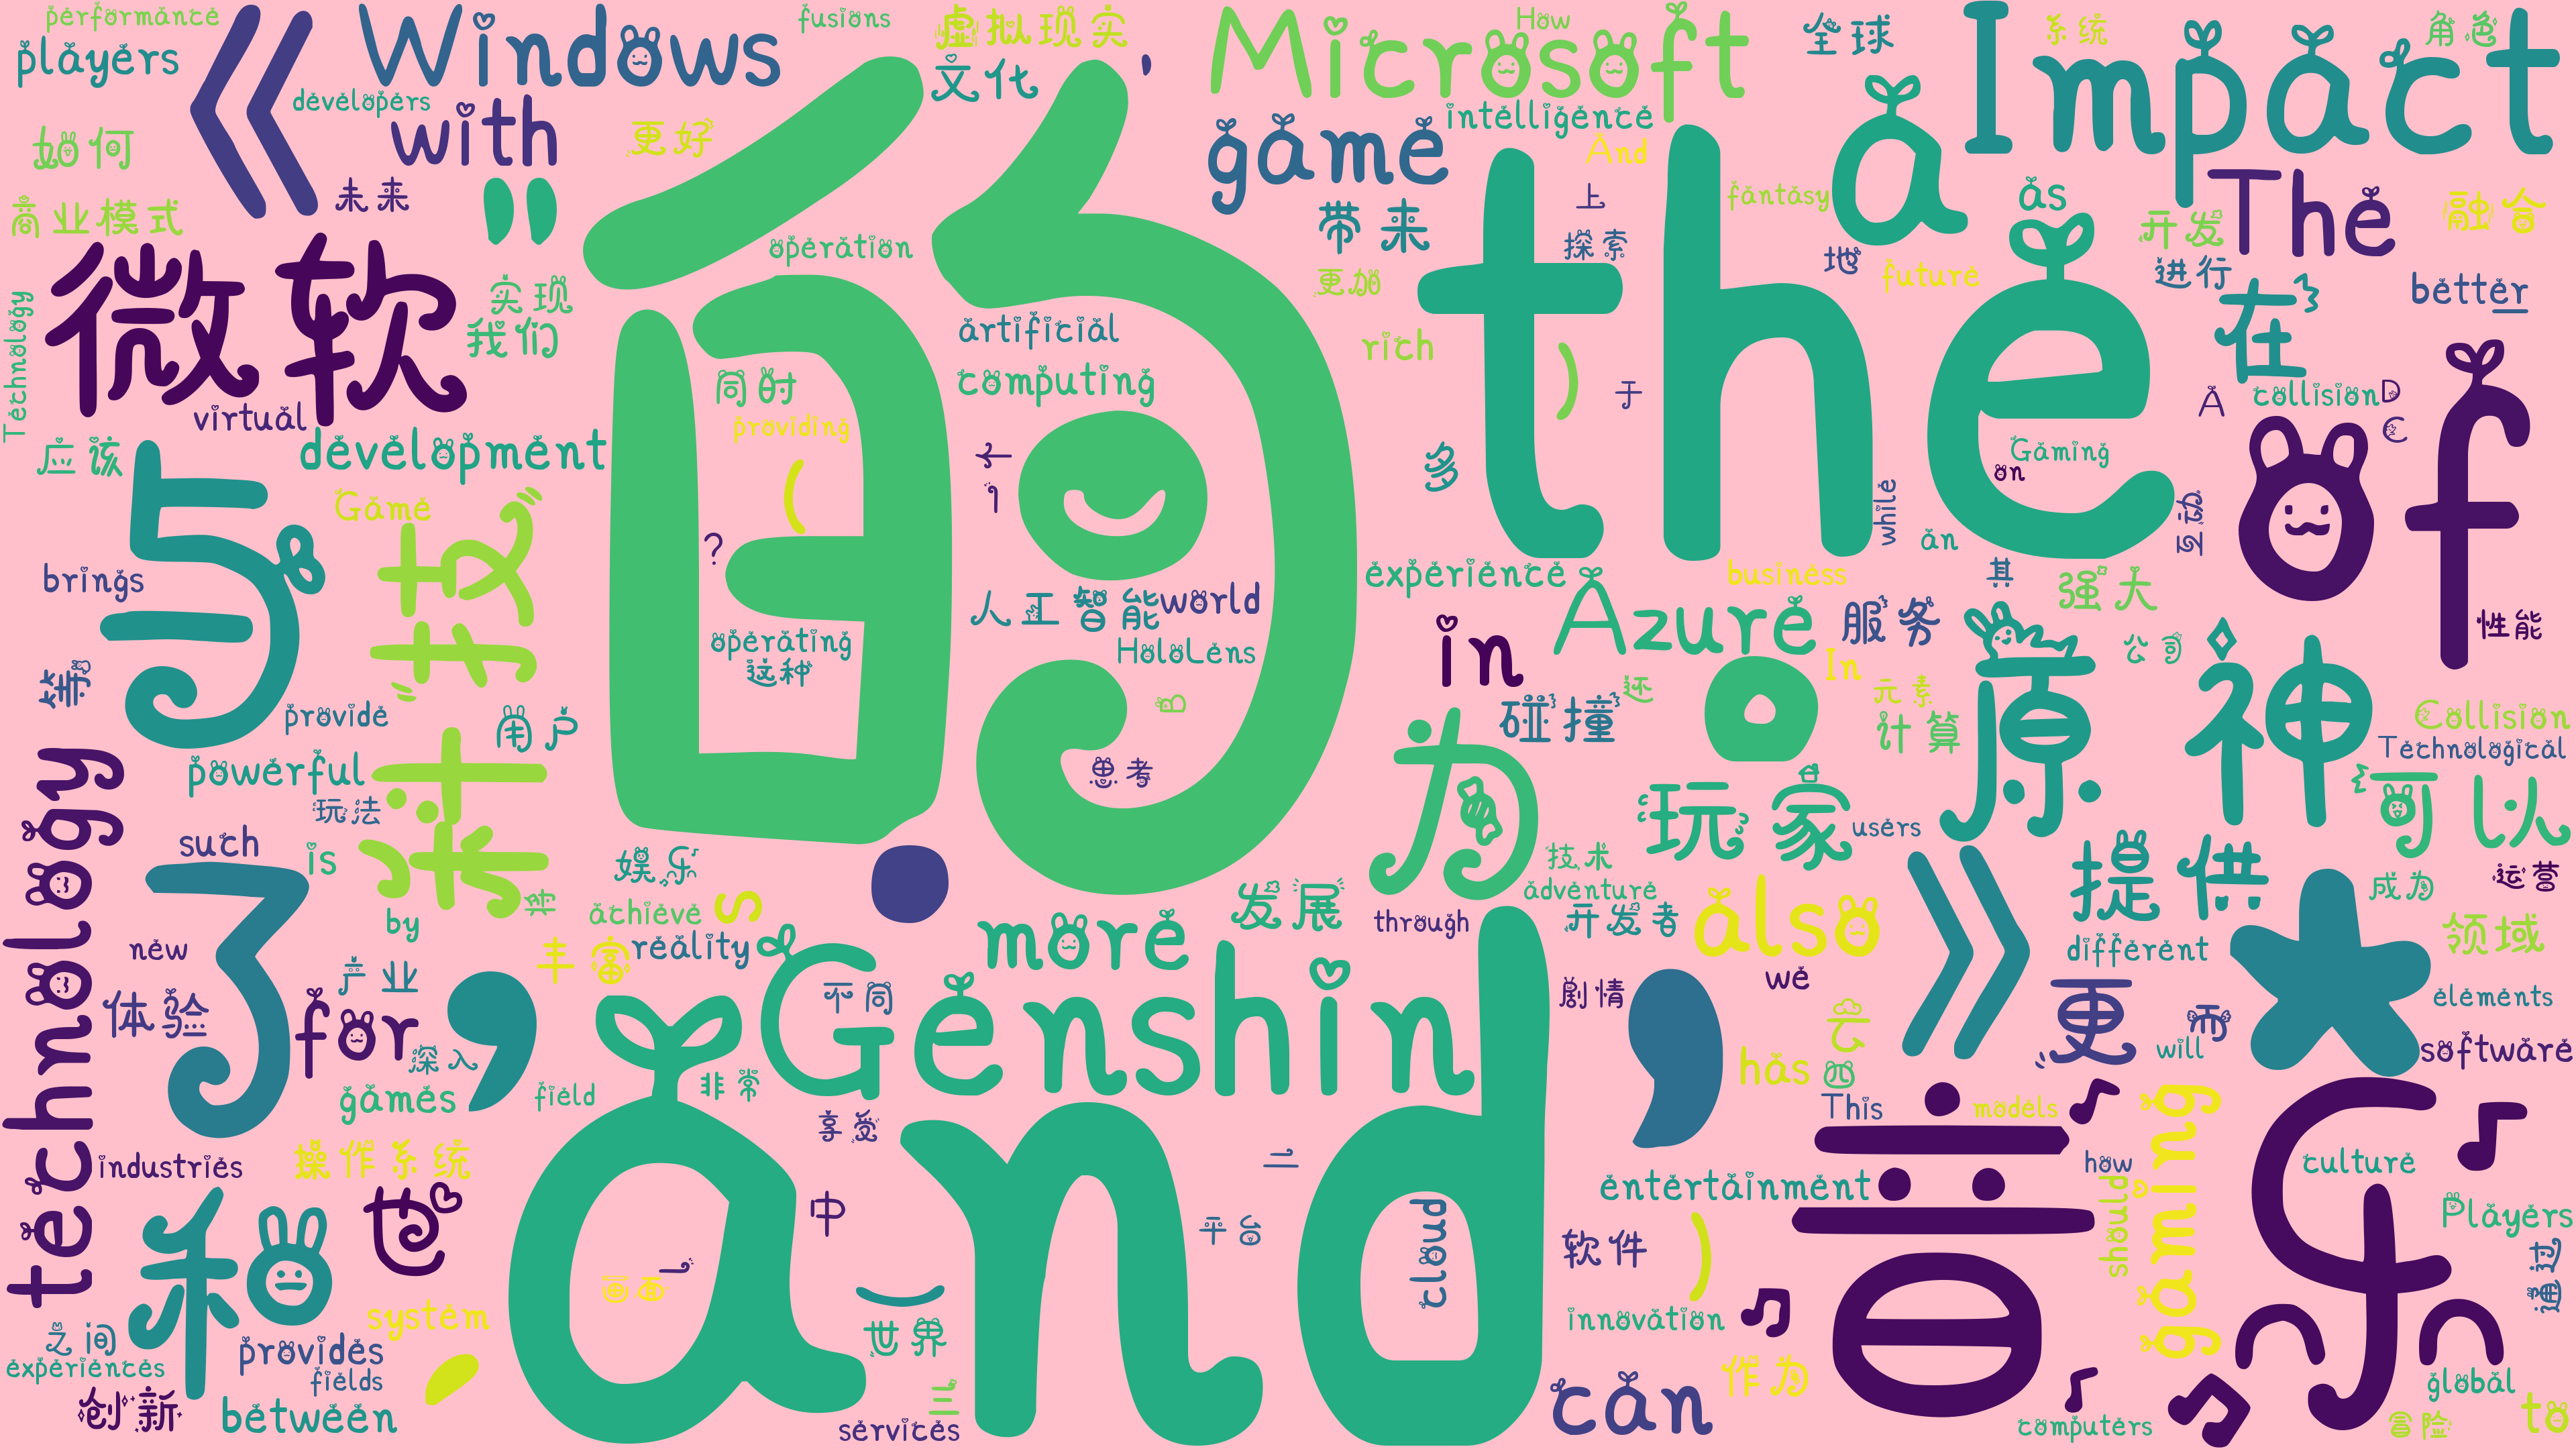 performance
players
《
Windows
fusions
虚拟现实
文化
'
Microsoft
How
全球
Impact
系统
角色
developers
with
更好
game
intelligence
And
a
如何
未来
"
的
带来
上
fantasy
as
开发
The
融合
商业模式
微软
实现
我们
operation
探索
更加
the
地
future
进行
在
better
Technology
virtual
artificial
computing
同时
providing
rich
)
于
A
collision
D
C
of
development
应该
与
Game
科技
(
?
多
Gaming
on
while
an
brings
experience
business
其
强大
人工智能
world
Azure
服务
in
In
operating
这种
HoloLens
公司
性能
原神
碰撞
还
元素
计算
Collision
provide
用户
Technological
powerful
思考
为
玩家
users
可以
玩法
such
is
了
娱乐
。
技术
adventure
提供
成为
运营
by
achieve
s
发展
through
开发者
also
》
领域
new
丰富
reality
more
different
technology
体验
产业
for
,
Genshin
不同
剧情
we
更
而
will
elements
software
深入
games
field
非常
has
云
This
models
享受
industries
操作系统
and
平台
cloud
entertainment
音乐
how
should
gaming
culture
Players
和
也
中
画面
一
软件
通过
system
世界
innovation
之间
experiences
provides
fields
作为
global
创新
between
三
services
can
computers
冒险
to